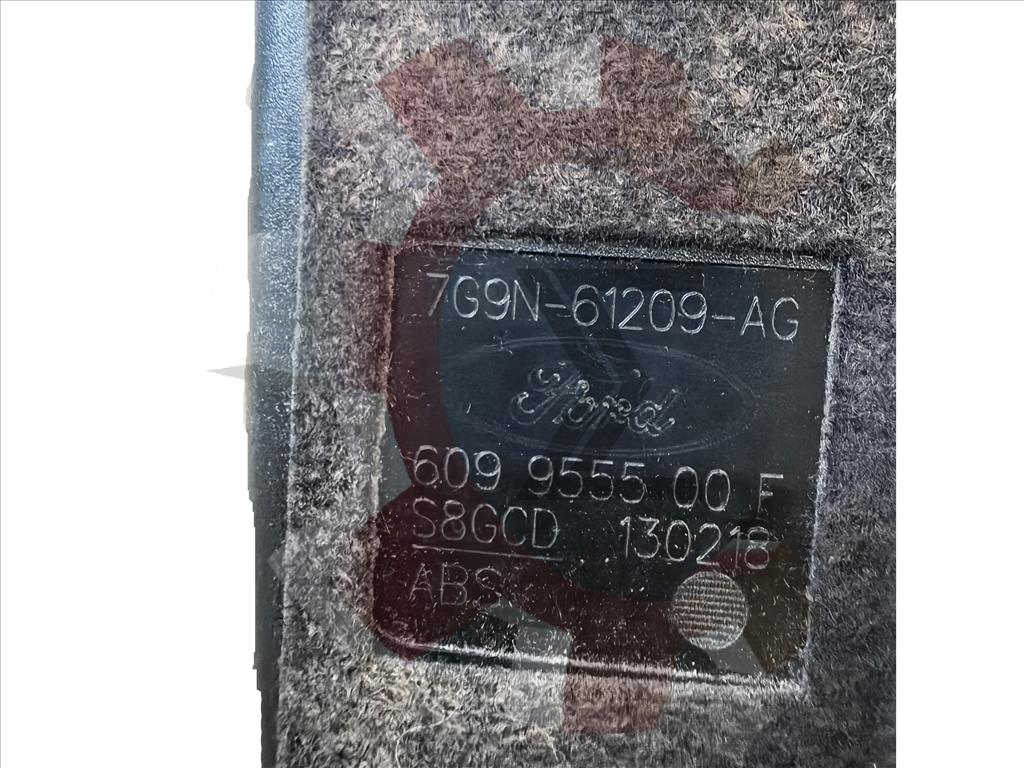 7G9N-61209-AG
Ford
609 9555 00 F
S8GCD 130218
ABS